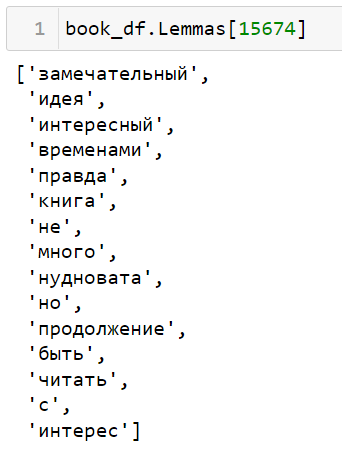 1 book_df.Lemmas[15674]
['замечательный',
'идея',
'интересный',
'временами',
'правда',
'книга',
'не',
'много',
'нудновата',
'но',
'продолжение',
'быть',
'читать',
'с',
'интерес']